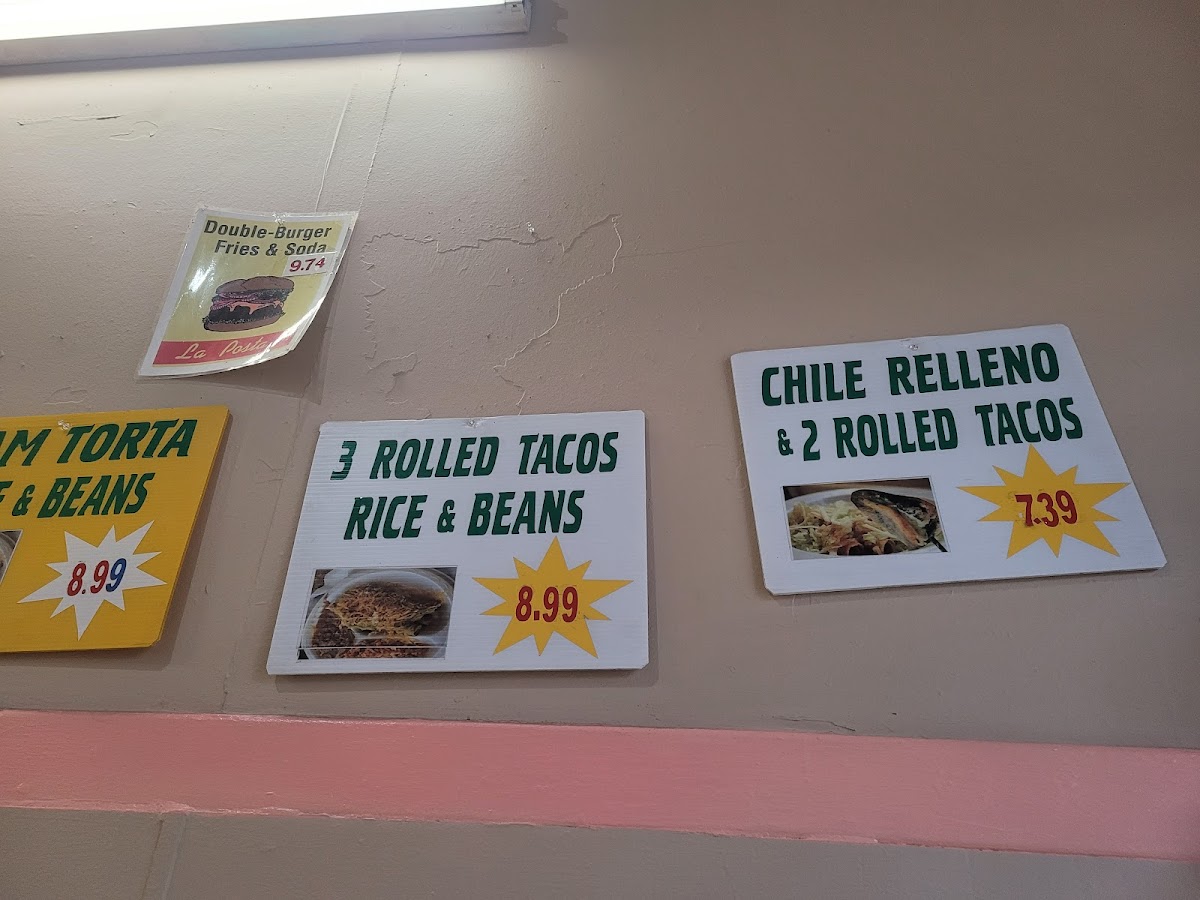 Double-Burger
Fries & Soda
9.74
La Posta
TORTA
& BEANS
8.99
3 ROLLED TACOS
RICE & BEANS
8.99
CHILE RELLENO
& 2 ROLLED TACOS
7.39